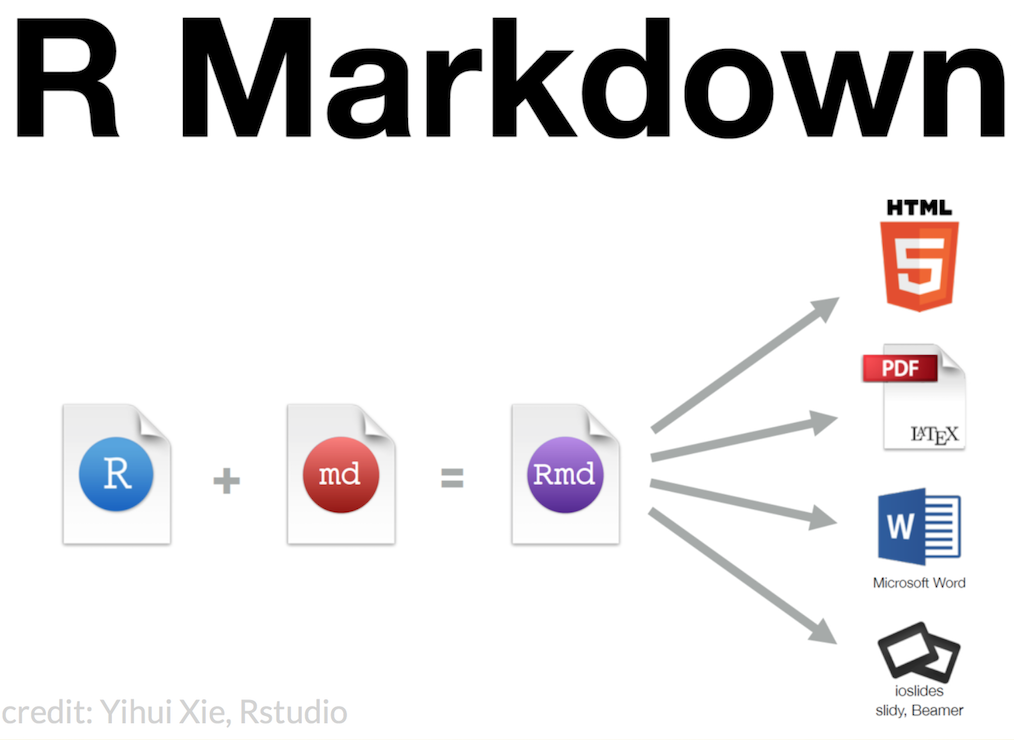 R Markdown
HTML
5
PDF
LATEX
R + md = Rmd
W
Microsoft Word
ioslides
slidy, Beamer
credit: Yihui Xie, Rstudio